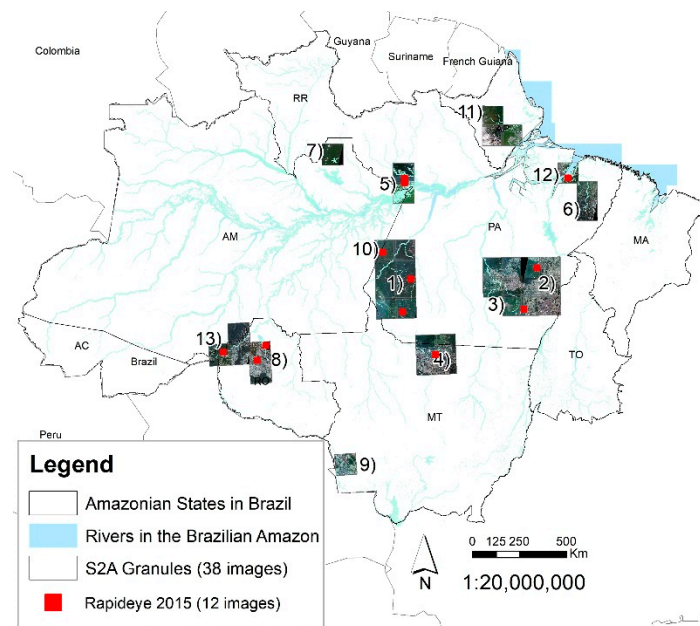 Colombia
Guyana
Suriname
French Guiana
RR
11)
7)
5)
12)
6)
AM
PA
MA
10)
1)
2)
3)
13)
8)
4)
AC
Brazil
RO
TO
MT
Peru
9)
Legend
Amazonian States in Brazil
Rivers in the Brazilian Amazon
S2A Granules (38 images)
Rapideye 2015 (12 images)
N
0 125 250 500
Km
1:20,000,000